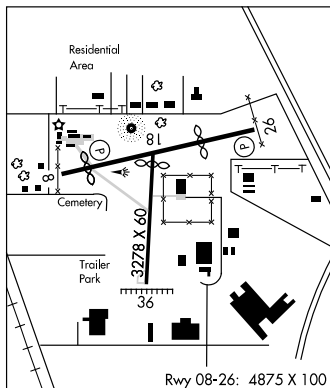 Residential
Area
P
18
P
26
8
Cemetery
3278 X 60
Trailer
Park
36
Rwy 08-26: 4875 X 100